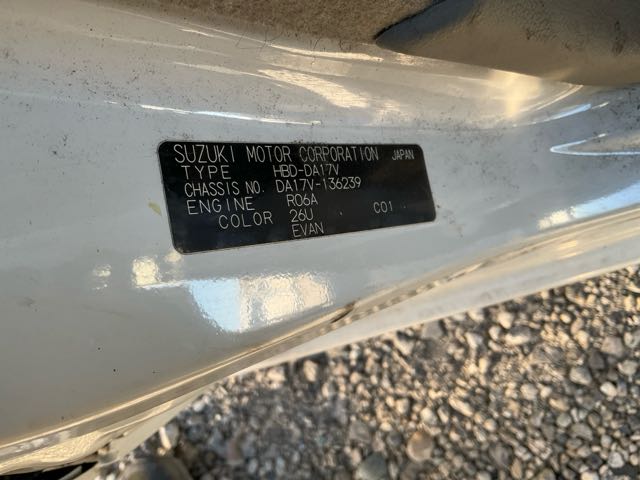 SUZUKI MOTOR CORPORATION JAPAN
TYPE HBD-DA17V
CHASSIS NO. DA17V-136239
ENGINE R06A
COLOR 26U C01
EVAN